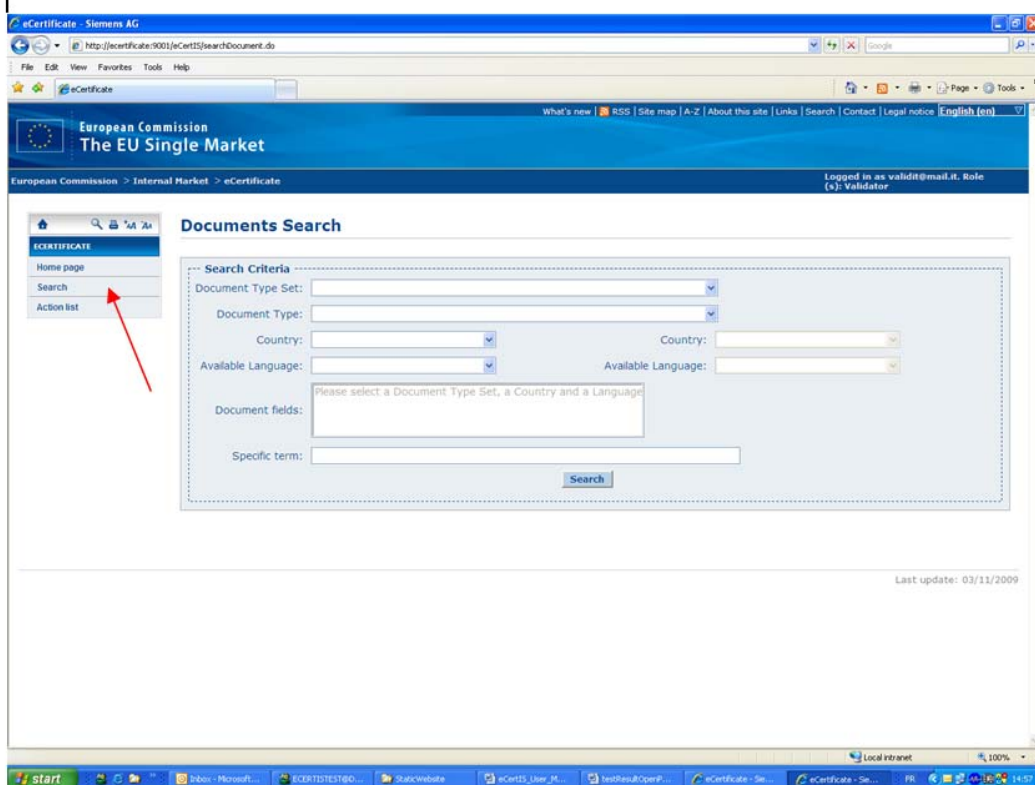 eCertificate - Siemens AG
http://ecertificate:9001/eCertIS/searchDocument.do
Google
File Edit View Favorites Tools Help
eCertificate
Page Tools
What's new | RSS | Site map | A-Z | About this site | Links | Search | Contact | Legal notice English (en)
European Commission
The EU Single Market
European Commission > Internal Market > eCertificate
Logged in as validit@mail.it. Role
(s): Validator
ECERTIFICATE
Home page
Search
Action list
Documents Search
Search Criteria
Document Type Set:
Document Type:
Country:
Country:
Available Language:
Available Language:
Document fields:
Please select a Document Type Set, a Country and a Language
Specific term:
Search
Last update: 03/11/2009
Local intranet
100%
start
Inbox - Microsoft...
ECERTISTEST@O...
StaticWebsite
eCertIS_User_M...
testResultOpenP...
eCertificate - Sie...
eCertificate - Sie...
FR
14:57